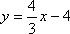 y = 4/3 x − 4